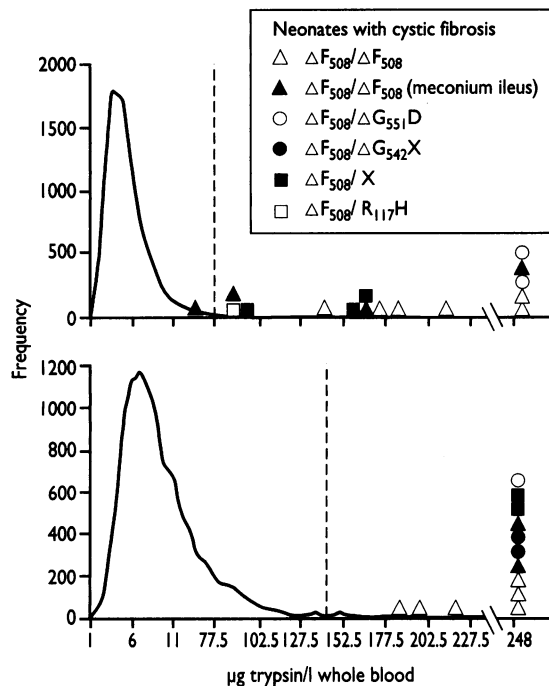 Neonates with cystic fibrosis
△F508/△F508
△F508/△F508 (meconium ileus)
△F508/△G551D
△F508/△G542X
△F508/ X
△F508/ R117H
2000
1500
1000
500
0
Frequency
1200
1000
800
600
400
200
0
1 6 11 77.5 102.5 127.5 152.5 177.5 202.5 227.5 248
µg trypsin/l whole blood